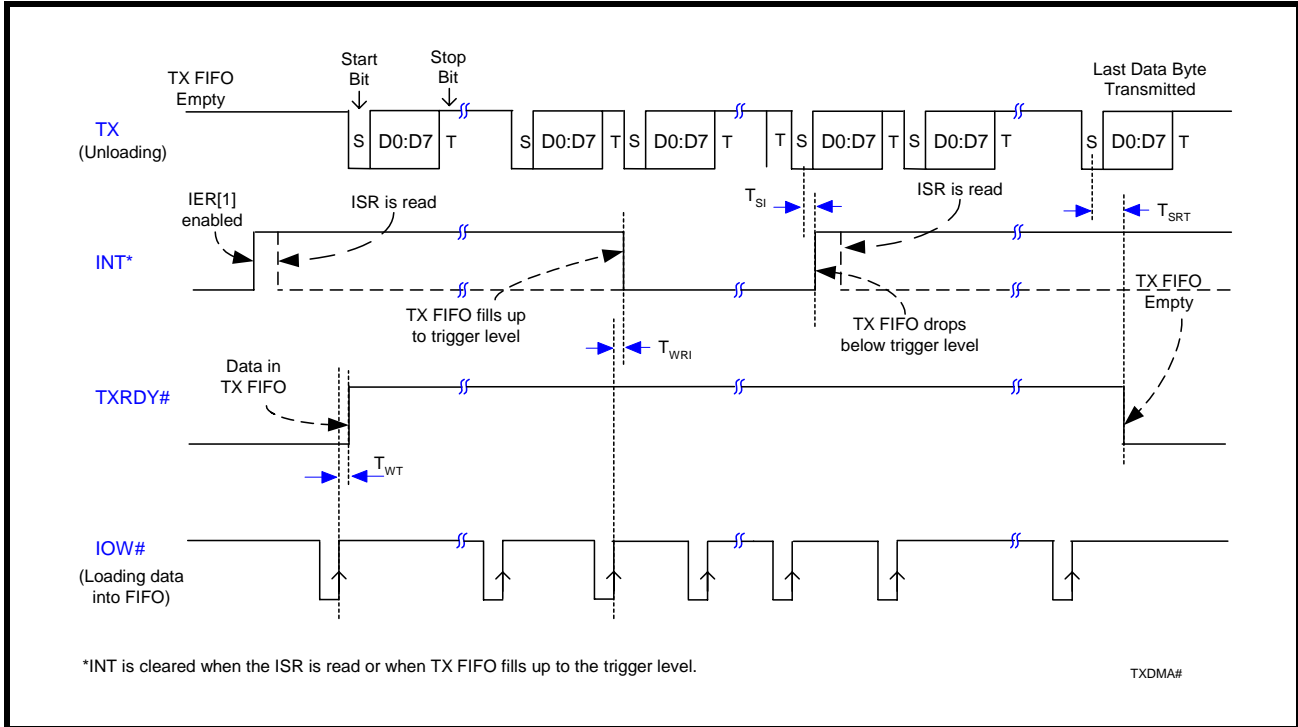 Start
Bit
Stop
Bit
TX FIFO
Empty
Last Data Byte
Transmitted
TX
(Unloading)
S D0:D7 T S D0:D7 T S D0:D7 T T S D0:D7 T S D0:D7 T S D0:D7 T
IER[1]
enabled
ISR is read
TSI
ISR is read
TSRT
INT*
TX FIFO fills up
to trigger level
TX FIFO drops
below trigger level
TX FIFO
Empty
TWRI
Data in
TX FIFO
TXRDY#
TWT
IOW#
(Loading data
into FIFO)
*INT is cleared when the ISR is read or when TX FIFO fills up to the trigger level.
TXDMA#